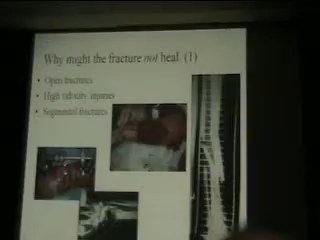 Why might the fracture not heal (1)
• Open fractures
• High velocity injuries
• Segmental fractures